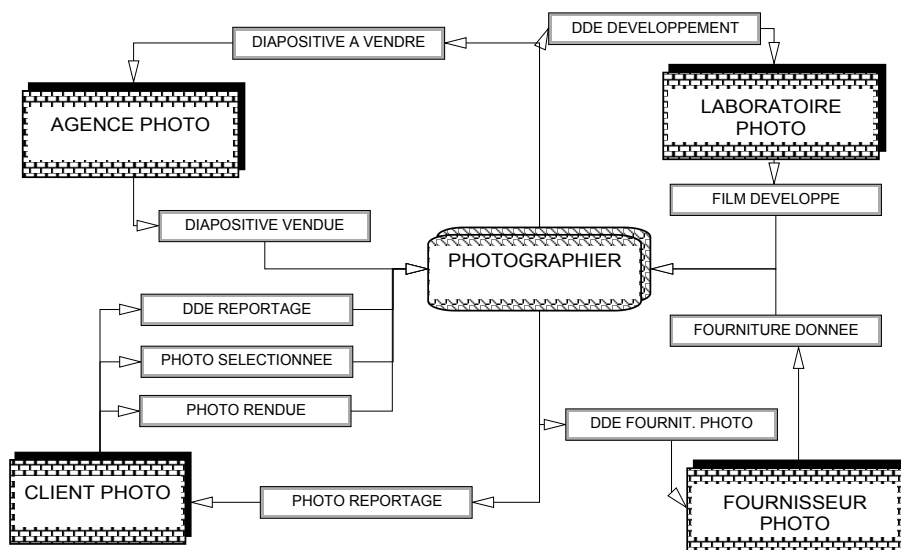 DDE DEVELOPPEMENT
DIAPOSITIVE A VENDRE
AGENCE PHOTO
LABORATOIRE
PHOTO
FILM DEVELOPPE
DIAPOSITIVE VENDUE
PHOTOGRAPHIER
DDE REPORTAGE
FOURNITURE DONNEE
PHOTO SELECTIONNEE
PHOTO RENDUE
DDE FOURNIT. PHOTO
CLIENT PHOTO
PHOTO REPORTAGE
FOURNISSEUR
PHOTO